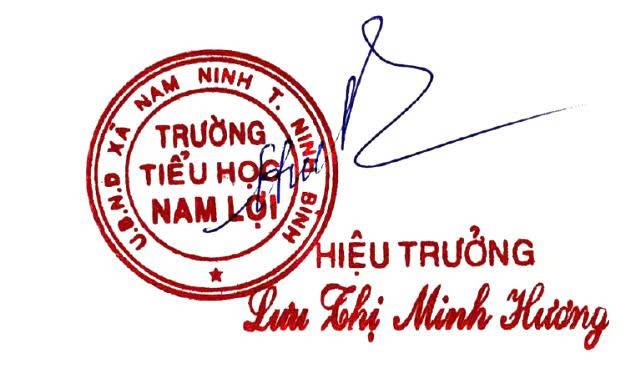 U.B.N.D XÃ NAM NINH T. NINH BÌNH
TRƯỜNG
TIỂU HỌC
NAM LỢI
HIỆU TRƯỞNG
Lưu Thị Minh Hương